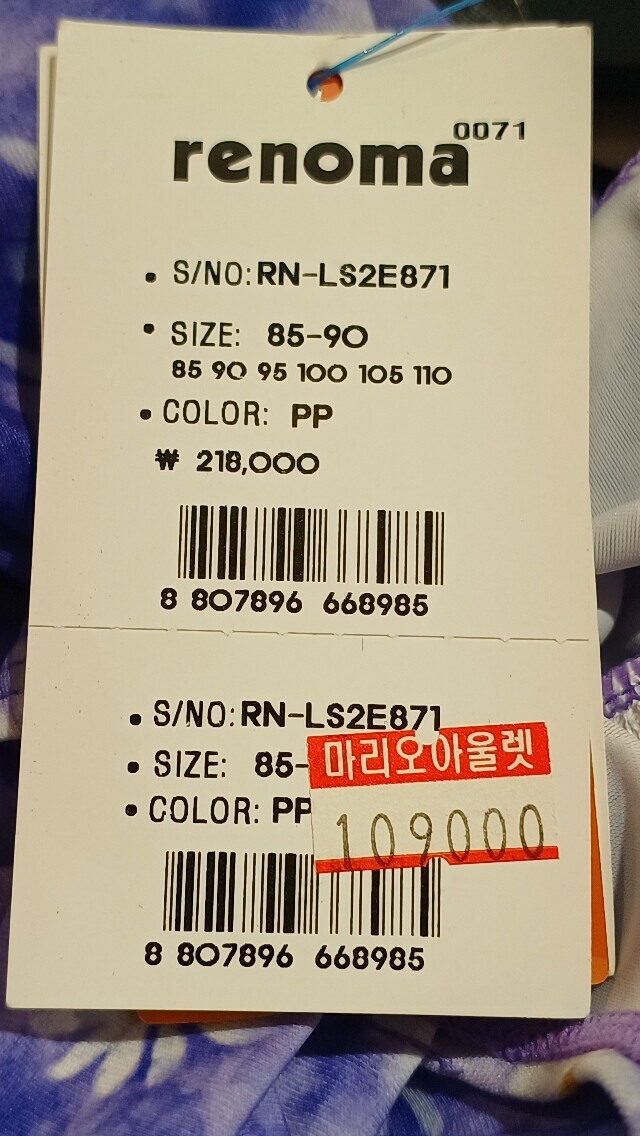 0071
renoma
• S/NO: RN-LS2E871
• SIZE: 85-90
85 90 95 100 105 110
• COLOR: PP
₩ 218,000
8 807896 668985
• S/NO: RN-LS2E871
• SIZE: 85-
마리오아울렛
• COLOR: PP
109000
8 807896 668985